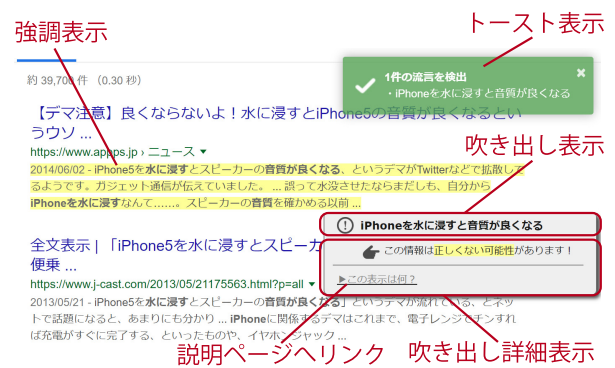 強調表示
トースト表示
約 39,700 件 （0.30 秒）
1件の流言を検出
・iPhoneを水に浸すと音質が良くなる
【デマ注意】良くならないよ！水に浸すとiPhone5の音質が良くなるとい
うウソ ...
https://www.appps.jp › ニュース ▼
吹き出し表示
2014/06/02 - iPhone5を水に浸すとスピーカーの音質が良くなる、というデマがTwitterなどで拡散して
るようです。ガジェット通信が伝えていました。 ... 誤って水没させたならまだしも、自分から
iPhoneを水に浸すなんて……。スピーカーの音質を確かめる以前 ...
iPhoneを水に浸すと音質が良くなる
全文表示 | 「iPhone5を水に浸すとスピーカ
この情報は正しくない可能性があります！
便乗 ...
https://www.j-cast.com/2013/05/21175563.html?p=all ▼
▶この表示は何？
2013/05/21 - iPhone5を水に浸すとスピーカーの音質が良くなる」というデマが流れている、とネッ
トで話題になると、あまりにも分かり ... iPhoneに関係するデマはこれまで、電子レンジでチンすれ
ば充電がすぐに完了する、といったものや、イヤホンジャック ...
説明ページへリンク
吹き出し詳細表示